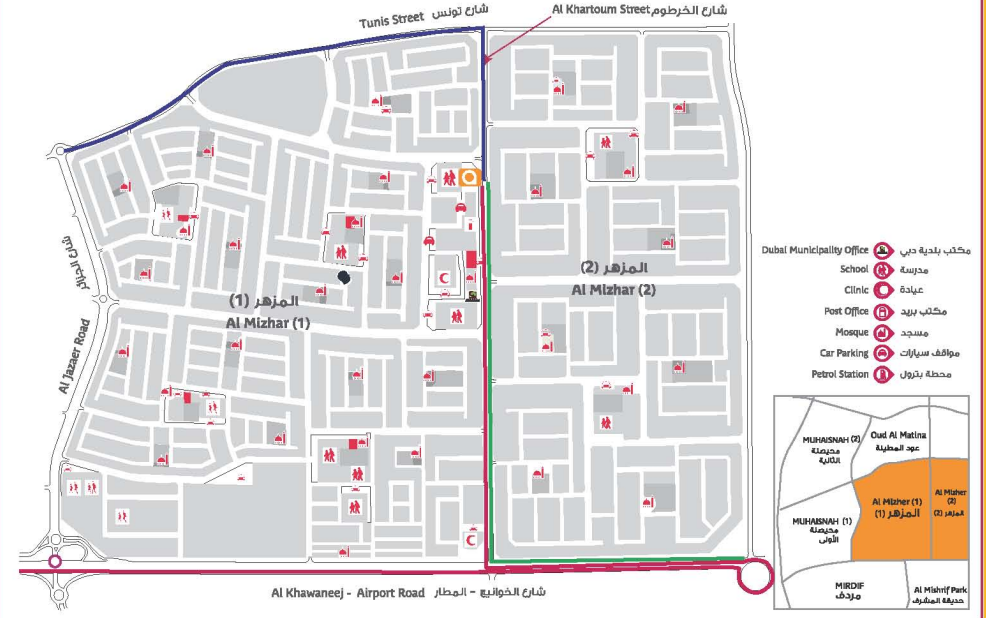 Tunis Street شارع تونس
Al Khartoum Street شارع الخرطوم
شارع الجزائر
Al Jazaer Road
المزهر (1)
Al Mizhar (1)
المزهر (2)
Al Mizhar (2)
Al Khawaneej - Airport Road شارع الخوانيج - المطار
Dubai Municipality Office مكتب بلدية دبي
School مدرسة
Clinic عيادة
Post Office مكتب بريد
Mosque مسجد
Car Parking مواقف سيارات
Petrol Station محطة بترول
MUHAISNAH (2)
محيصنة
الثانية
Oud Al Matina
عود المطينة
Al Mizher (1)
المزهر (1)
Al Mizher
(2)
المزهر (2)
MUHAISNAH (1)
محيصنة
الأولى
MIRDIF
مردف
Al Mishrif Park
حديقة المشرف